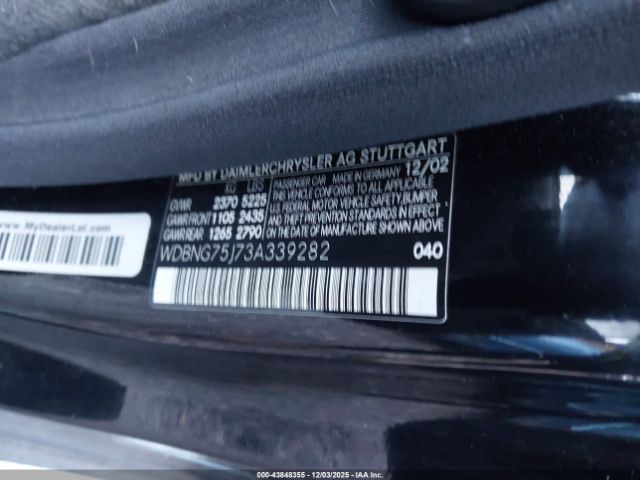 MFD BY DAIMLERCHRYSLER AG STUTTGART
KG LBS MADE IN GERMANY 12/02
GVWR 2370 5225
GAWR FRONT 1105 2435
GAWR REAR 1265 2790
PASSENGER CAR
THIS VEHICLE CONFORMS TO ALL APPLICABLE
FEDERAL MOTOR VEHICLE SAFETY, BUMPER,
AND THEFT PREVENTION STANDARDS IN EFFECT
ON THE DATE OF MANUFACTURE SHOWN ABOVE.
WDBNG75J73A339282 040
www.MyDealerLot.com
000-43848355 • 12/03/2025 • IAAI.com